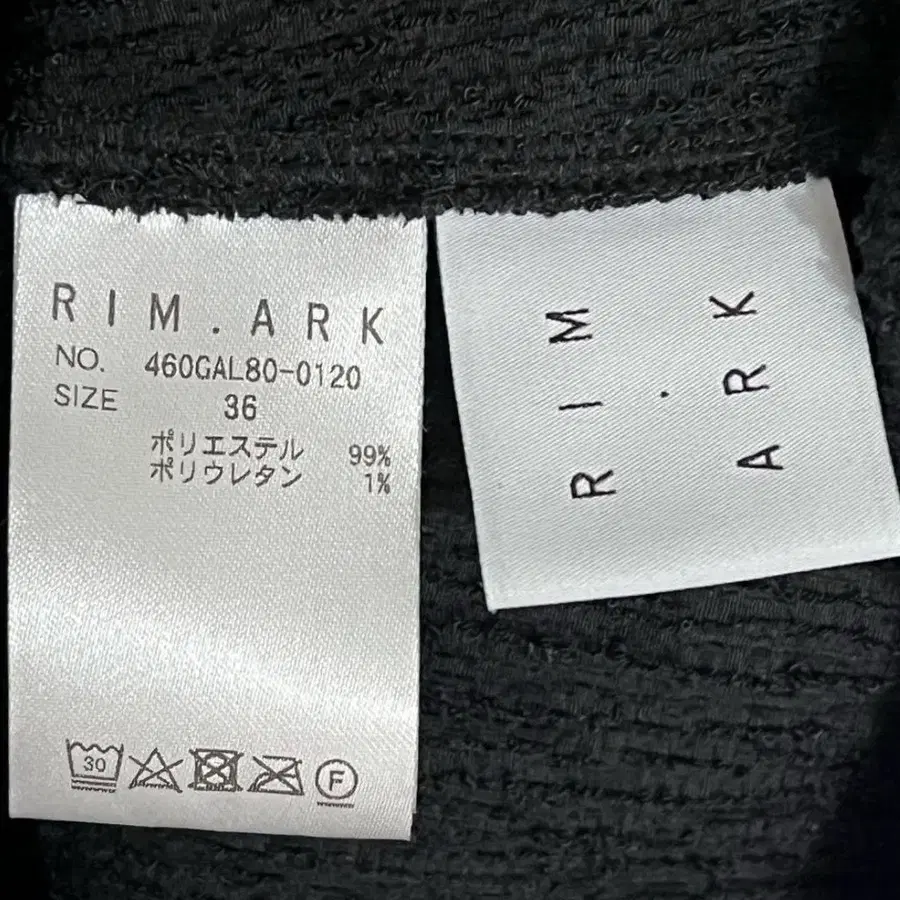 RIM.ARK
NO. 460GAL80-0120
SIZE 36
ポリエステル 99%
ポリウレタン 1%
30
F
RIM
.
ARK